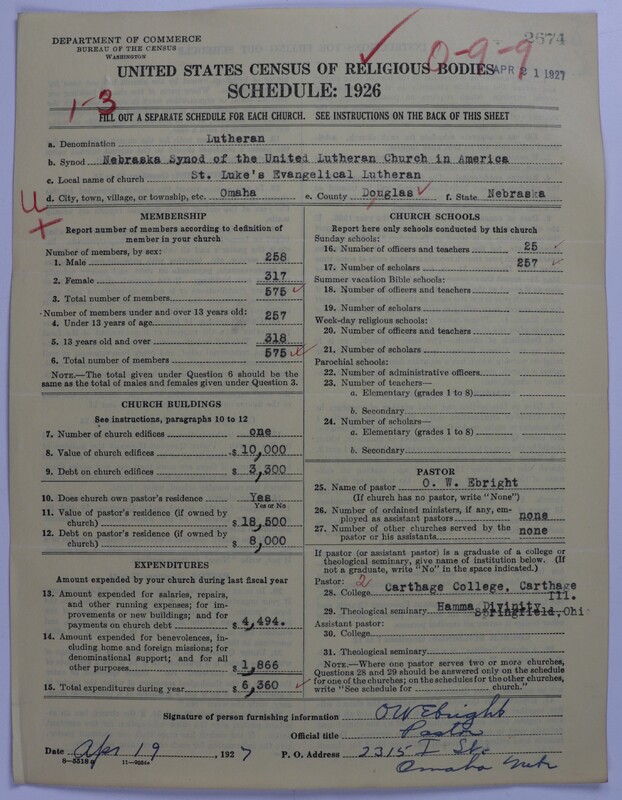 DEPARTMENT OF COMMERCE
BUREAU OF THE CENSUS
WASHINGTON
2674
0-9-9
APR 21 1927
UNITED STATES CENSUS OF RELIGIOUS BODIES
SCHEDULE: 1926
1-3
FILL OUT A SEPARATE SCHEDULE FOR EACH CHURCH. SEE INSTRUCTIONS ON THE BACK OF THIS SHEET
a. Denomination Lutheran
b. Synod Nebraska Synod of the United Lutheran Church in America
c. Local name of church St. Luke's Evangelical Lutheran
d. City, town, village, or township, etc. Omaha e. County Douglas f. State Nebraska
MEMBERSHIP
Report number of members according to definition of
member in your church
Number of members, by sex:
1. Male 258
2. Female 317
3. Total number of members 575
Number of members under and over 13 years old:
4. Under 13 years of age 257
5. 13 years old and over 318
6. Total number of members 575
NOTE.—The total given under Question 6 should be
the same as the total of males and females given under Question 3.
CHURCH BUILDINGS
See instructions, paragraphs 10 to 12
7. Number of church edifices one
8. Value of church edifices $ 10,000
9. Debt on church edifices $ 3,300
10. Does church own pastor's residence Yes
Yes or No
11. Value of pastor's residence (if owned by
church) $ 18,500
12. Debt on pastor's residence (if owned by
church) $ 8,000
EXPENDITURES
Amount expended by church during last fiscal year
13. Amount expended for salaries, repairs,
and other running expenses; for im-
provements or new buildings; and for
payments on church debt $ 4,494.
14. Amount expended for benevolences, in-
cluding home and foreign missions; for
denominational support; and for all
other purposes $ 1,866
15. Total expenditures during year $ 6,360
CHURCH SCHOOLS
Report here only schools conducted by this church
Sunday schools:
16. Number of officers and teachers 25
17. Number of scholars 257
Summer vacation Bible schools:
18. Number of officers and teachers
19. Number of scholars
Week-day religious schools:
20. Number of officers and teachers
21. Number of scholars
Parochial schools:
22. Number of administrative officers
23. Number of teachers—
a. Elementary (grades 1 to 8)
b. Secondary
24. Number of scholars—
a. Elementary (grades 1 to 8)
b. Secondary
PASTOR
25. Name of pastor O. W. Ebright
(If church has no pastor, write "None")
26. Number of ordained ministers, if any, em-
ployed as assistant pastors none
27. Number of other churches served by the
pastor or his assistants none
If pastor (or assistant pastor) is a graduate of a college or
theological seminary, give name of institution below. (If
not a graduate, write "No" in the space indicated.)
Pastor: 2
28. College Carthage College, Carthage
Ill.
29. Theological seminary Hamma Divinity
Springfield, Ohi
Assistant pastor:
30. College
31. Theological seminary
NOTE.—Where one pastor serves two or more churches,
Questions 28 and 29 should be answered only on the schedule
for one of the churches; on the schedules for the other churches,
write "See schedule for church."
Signature of person furnishing information OW Ebright
Official title Pastor
Date Apr 19 1927 P. O. Address 2315 I St.
Omaha Nebr
8-5518 a 11-9554a